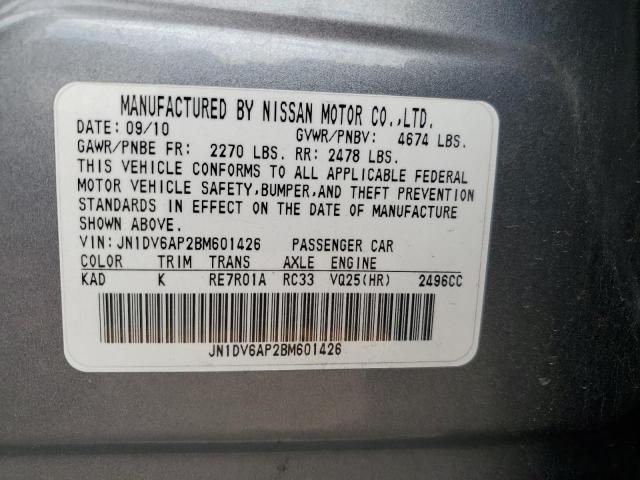 MANUFACTURED BY NISSAN MOTOR CO.,LTD.
DATE: 09/10 GVWR/PNBV: 4674 LBS.
GAWR/PNBE FR: 2270 LBS. RR: 2478 LBS.
THIS VEHICLE CONFORMS TO ALL APPLICABLE FEDERAL
MOTOR VEHICLE SAFETY,BUMPER,AND THEFT PREVENTION
STANDARDS IN EFFECT ON THE DATE OF MANUFACTURE
SHOWN ABOVE.
VIN:JN1DV6AP2BM601426 PASSENGER CAR
COLOR TRIM TRANS AXLE ENGINE
KAD K RE7R01A RC33 VQ25(HR) 2496CC
JN1DV6AP2BM601426